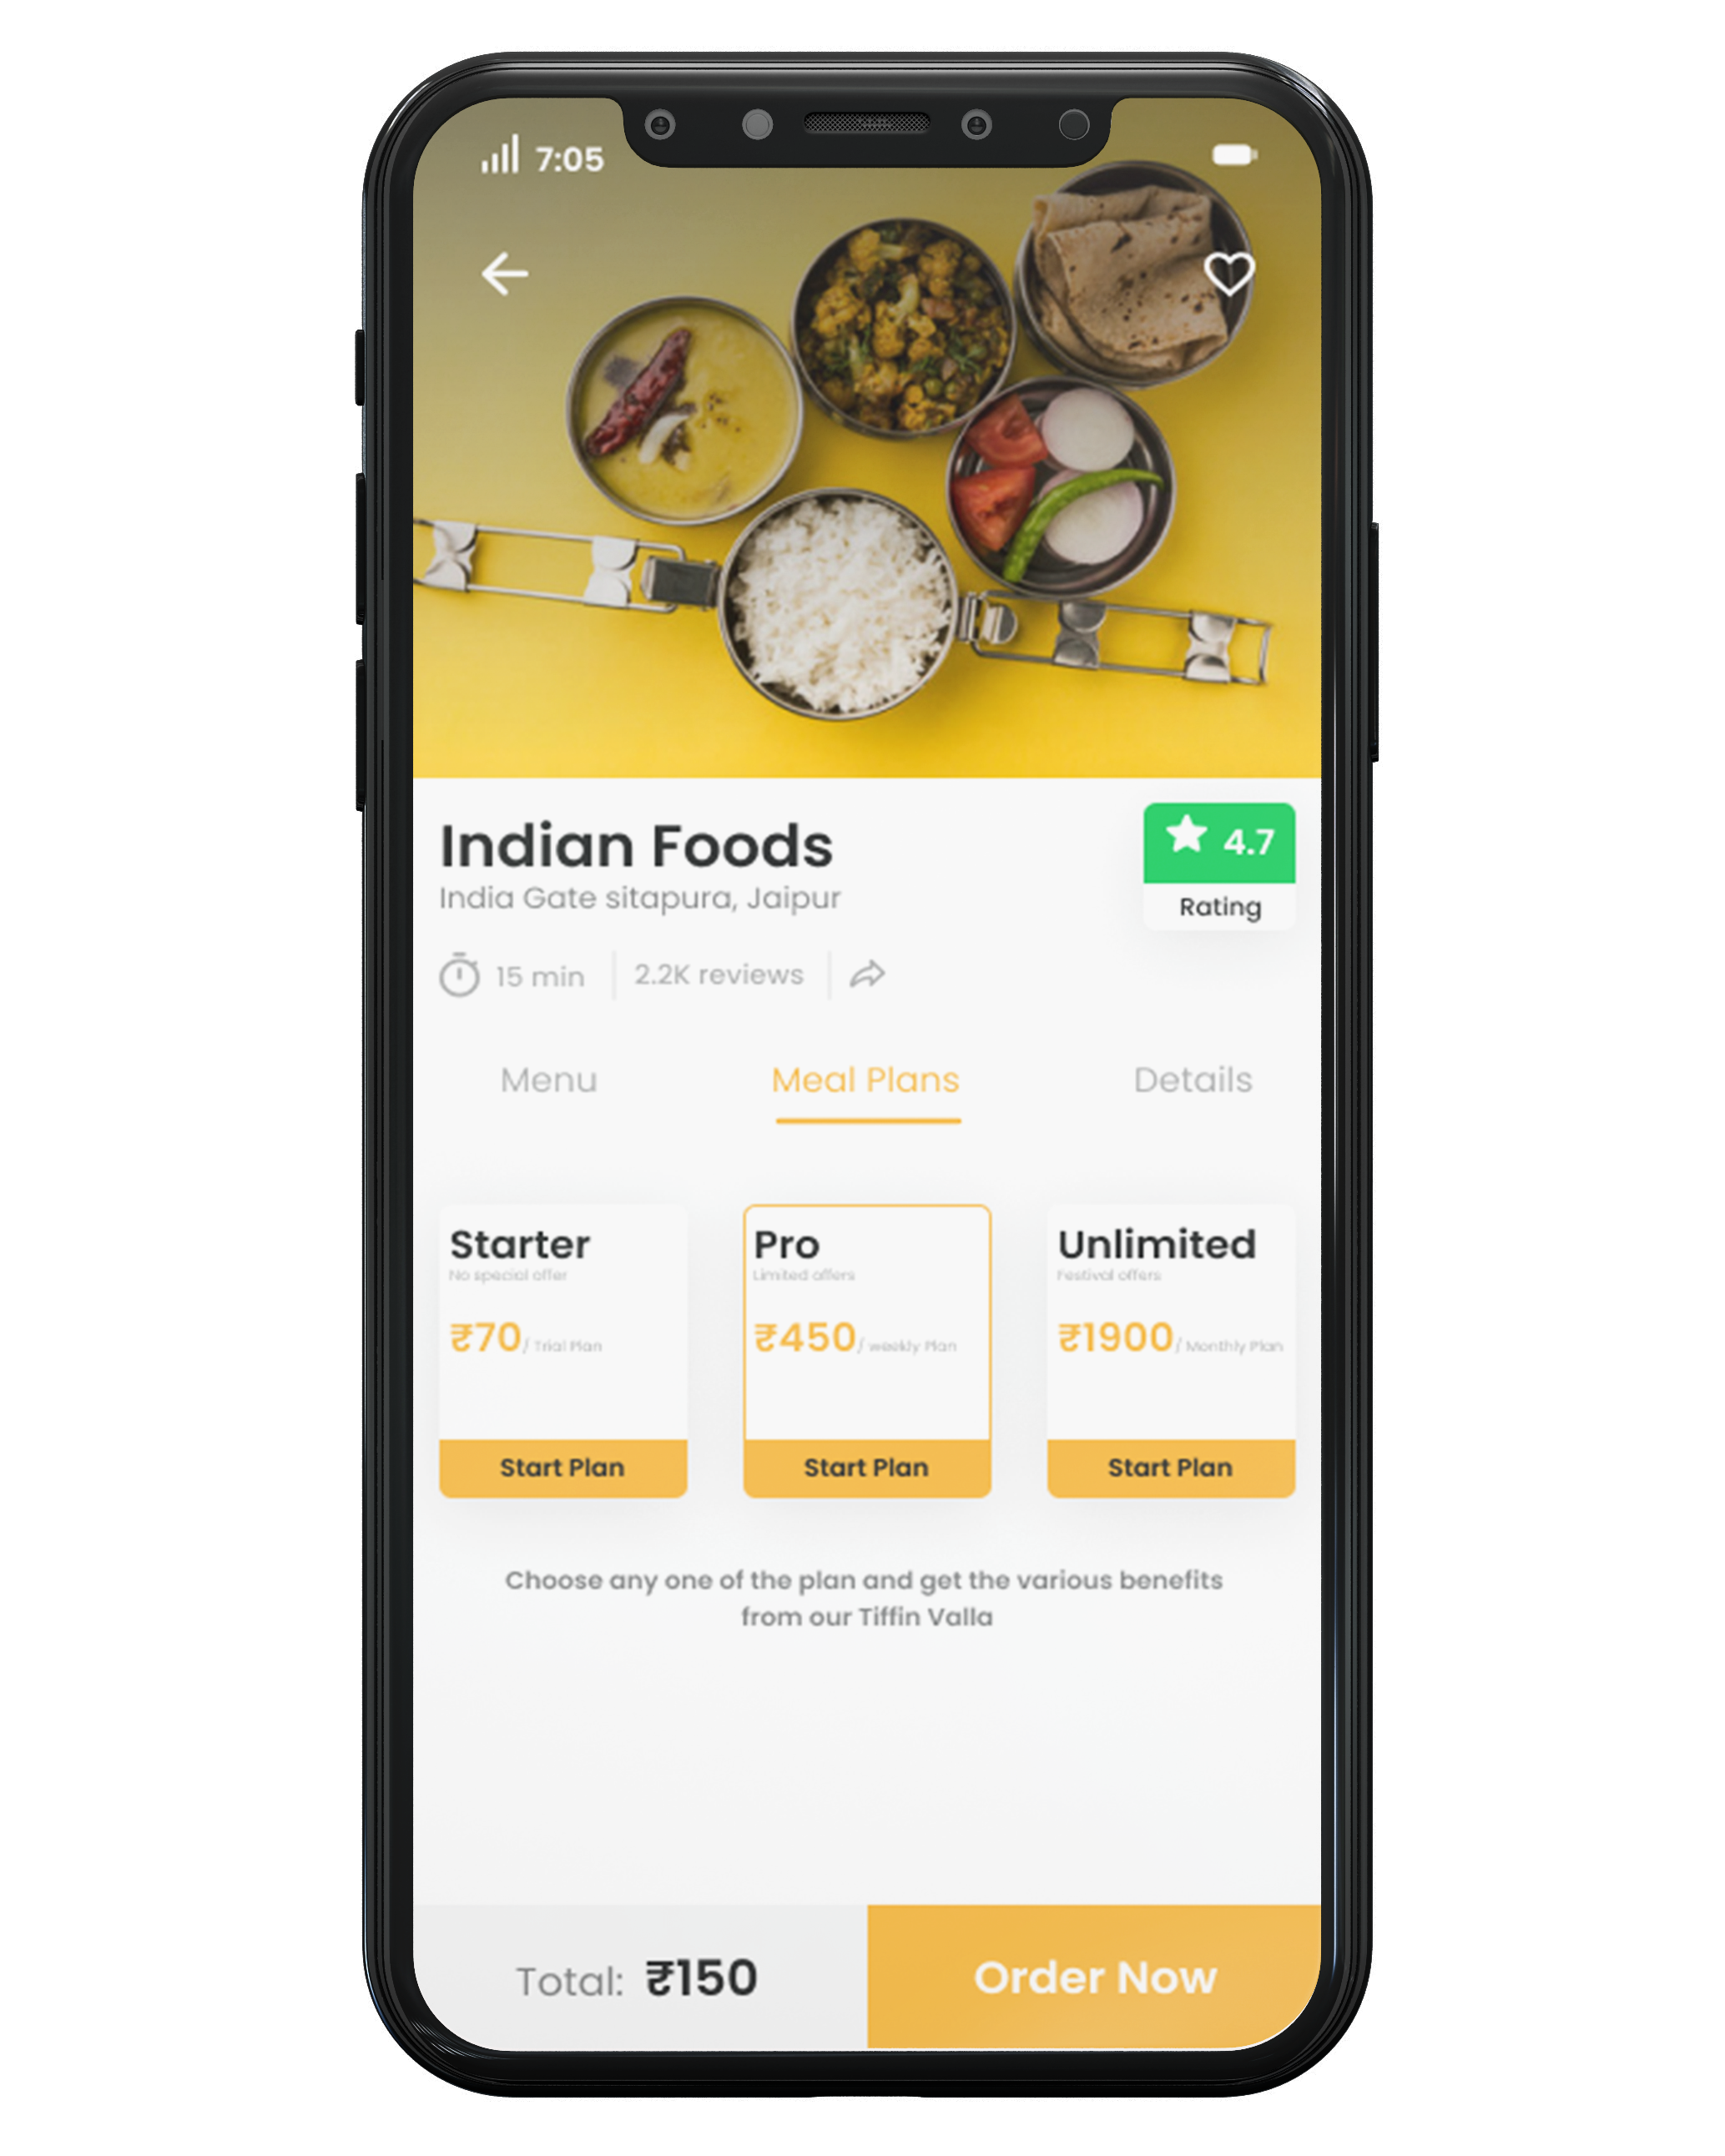 7:05
Indian Foods
India Gate sitapura, Jaipur
4.7
Rating
15 min
2.2K reviews
Menu
Meal Plans
Details
Starter
No special offer
₹70/ Trial Plan
Start Plan
Pro
Limited offers
₹450/ weekly Plan
Start Plan
Unlimited
Festival offers
₹1900/ Monthly Plan
Start Plan
Choose any one of the plan and get the various benefits
from our Tiffin Valla
Total: ₹150
Order Now